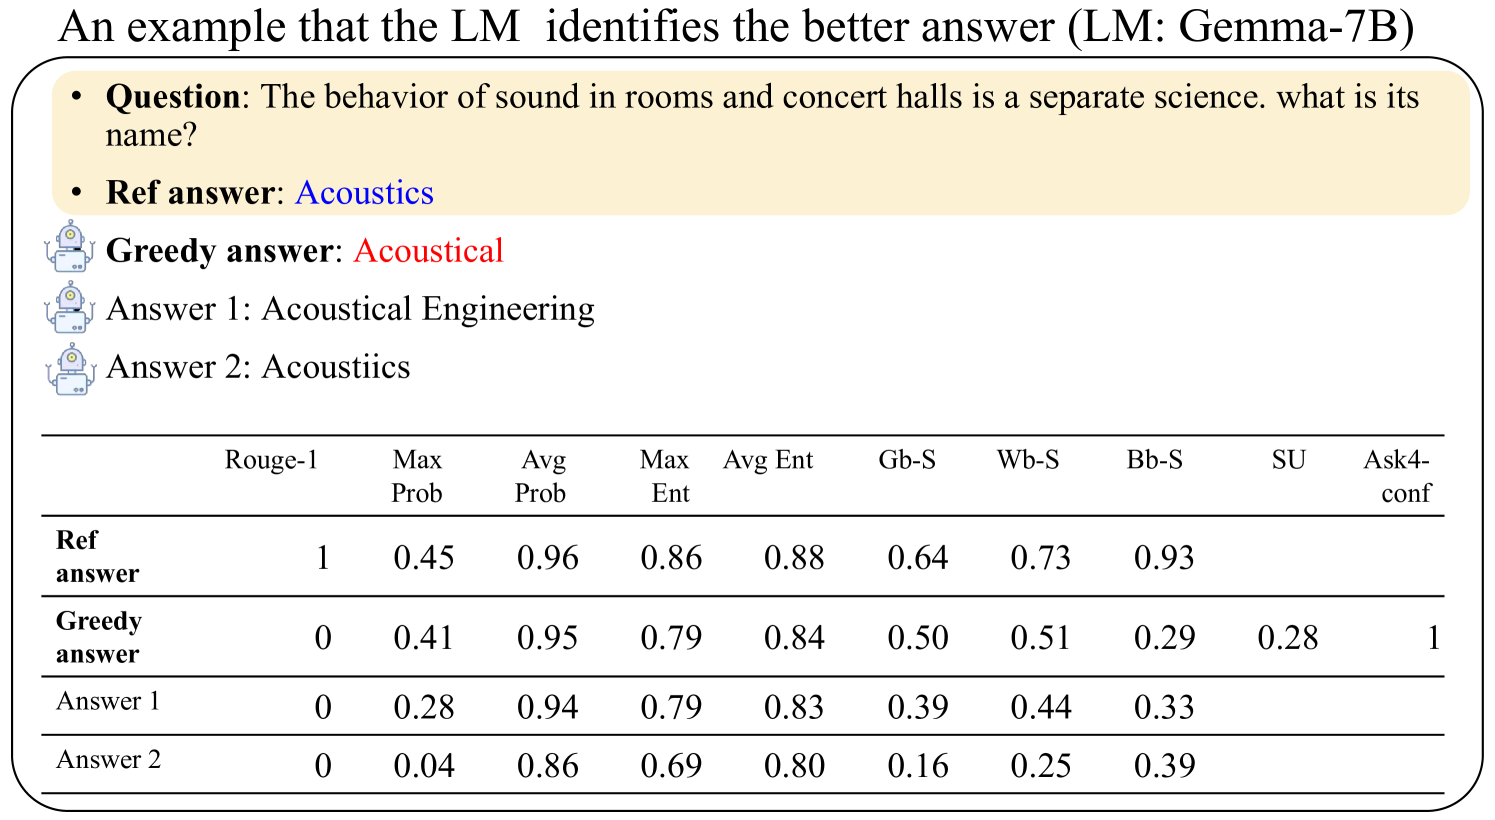 An example that the LM identifies the better answer (LM: Gemma-7B)
• Question: The behavior of sound in rooms and concert halls is a separate science. what is its
name?
• Ref answer: Acoustics
Greedy answer: Acoustical
Answer 1: Acoustical Engineering
Answer 2: Acoustiics
Rouge-1 Max Prob Avg Prob Max Ent Avg Ent Gb-S Wb-S Bb-S SU Ask4-conf
Ref answer 1 0.45 0.96 0.86 0.88 0.64 0.73 0.93
Greedy answer 0 0.41 0.95 0.79 0.84 0.50 0.51 0.29 0.28 1
Answer 1 0 0.28 0.94 0.79 0.83 0.39 0.44 0.33
Answer 2 0 0.04 0.86 0.69 0.80 0.16 0.25 0.39